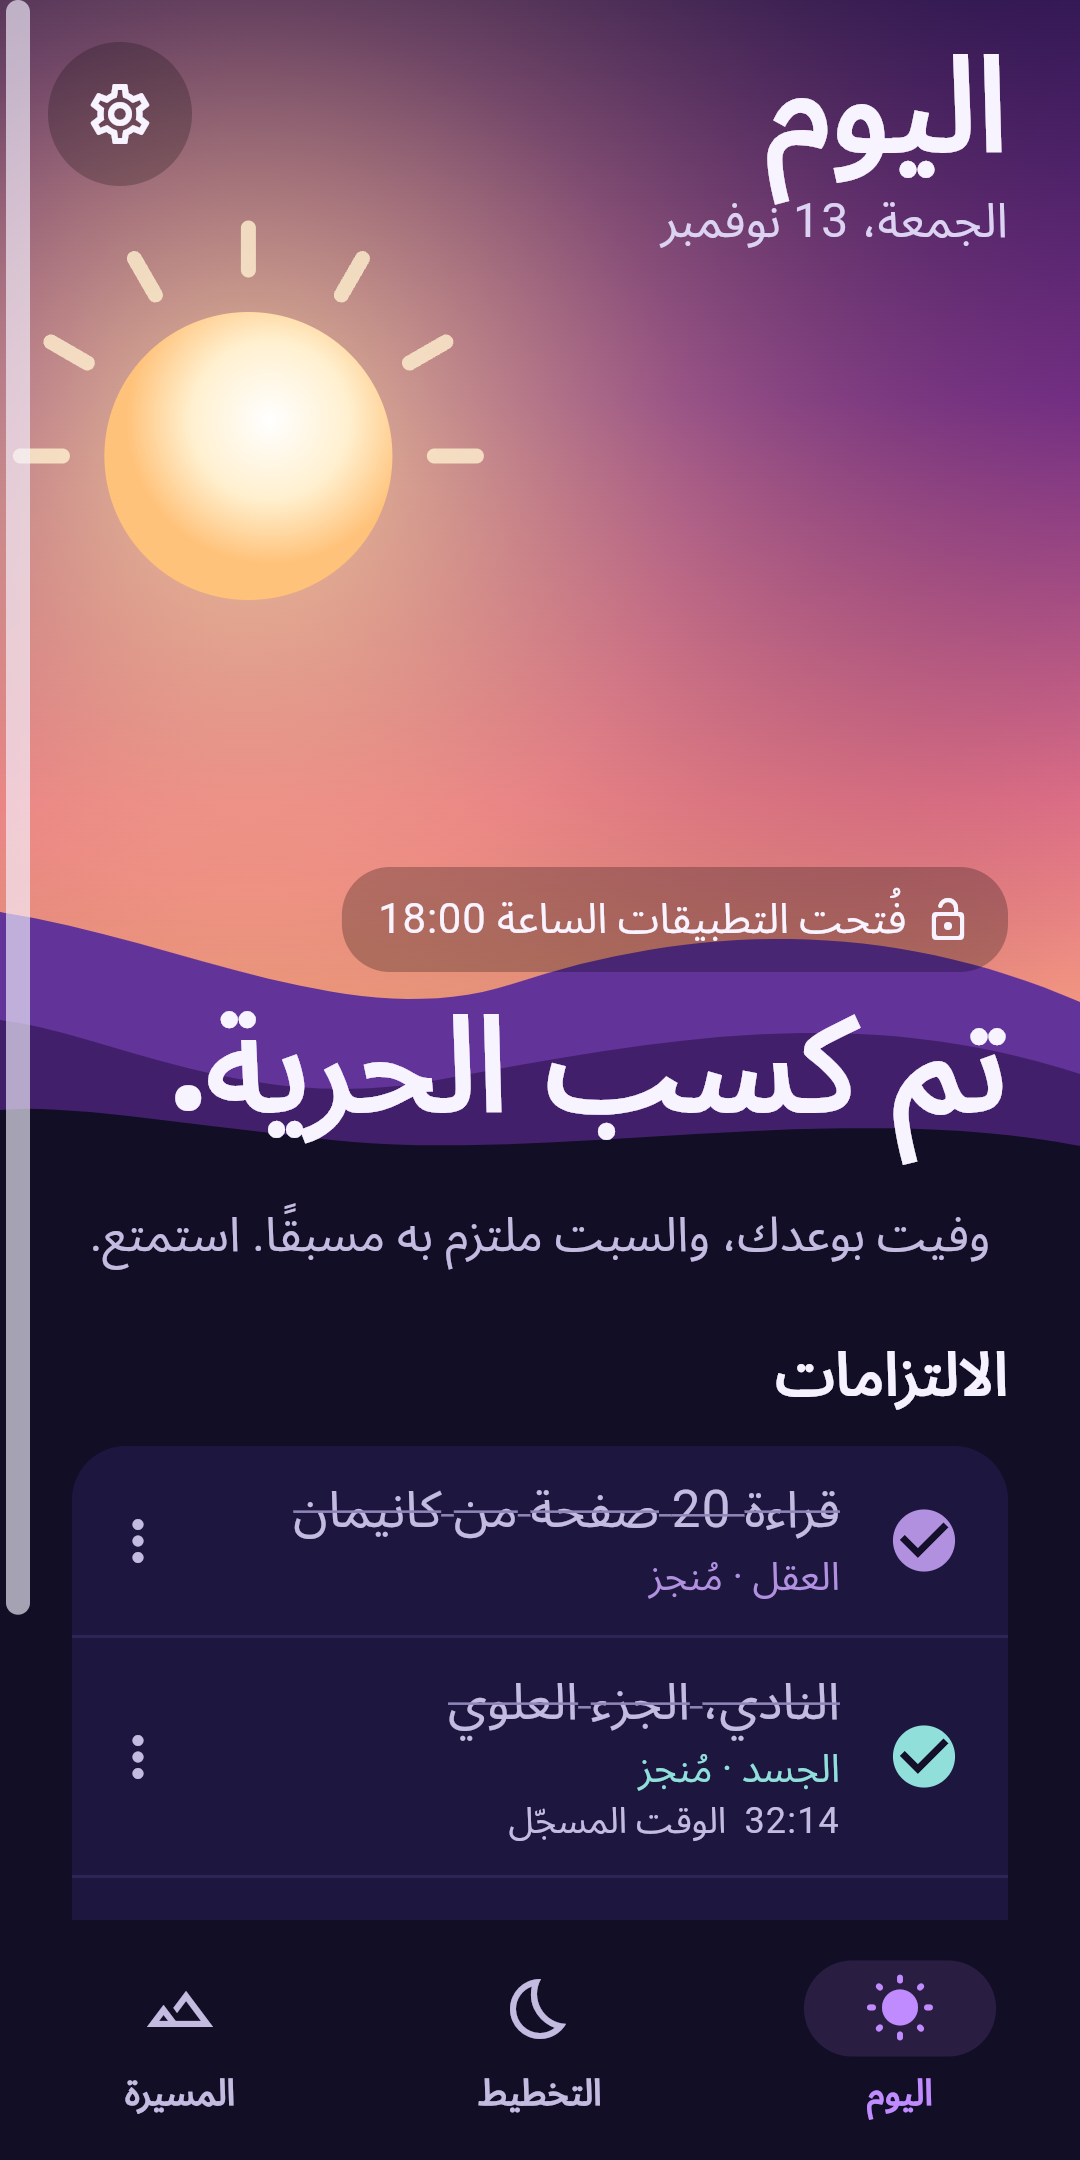 اليوم
الجمعة، 13 نوفمبر
فُتحت التطبيقات الساعة 18:00
تم كسب الحرية.
وفيت بوعدك، والسبت ملتزم به مسبقًا. استمتع.
الالتزامات
قراءة 20 صفحة من كانيمان
العقل · مُنجز
النادي، الجزء العلوي
الجسد · مُنجز
32:14 الوقت المسجّل
اليوم
التخطيط
المسيرة